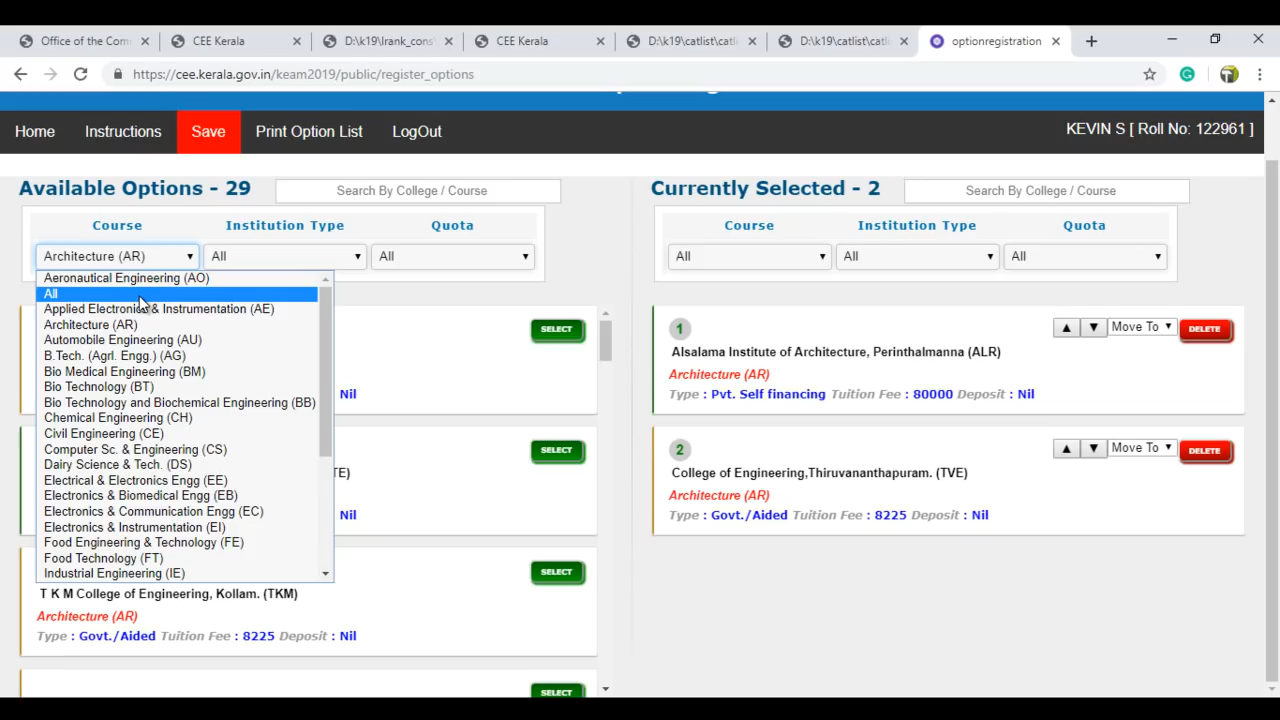 Office of the Com
CEE Kerala
D:\k19\lrank_cons
CEE Kerala
D:\k19\catlist\catli
D:\k19\catlist\catli
optionregistration
https://cee.kerala.gov.in/keam2019/public/register_options
Home Instructions Save Print Option List LogOut
KEVIN S [ Roll No: 122961 ]
Available Options - 29
Search By College / Course
Course Institution Type Quota
Architecture (AR) All All
Aeronautical Engineering (AO)
All
Applied Electronic & Instrumentation (AE)
Architecture (AR)
Automobile Engineering (AU)
B.Tech. (Agrl. Engg.) (AG)
Bio Medical Engineering (BM)
Bio Technology (BT)
Bio Technology and Biochemical Engineering (BB)
Chemical Engineering (CH)
Civil Engineering (CE)
Computer Sc. & Engineering (CS)
Dairy Science & Tech. (DS)
Electrical & Electronics Engg (EE)
Electronics & Biomedical Engg (EB)
Electronics & Communication Engg (EC)
Electronics & Instrumentation (EI)
Food Engineering & Technology (FE)
Food Technology (FT)
Industrial Engineering (IE)
SELECT
Nil
SELECT
TE)
Nil
SELECT
T K M College of Engineering, Kollam. (TKM)
Architecture (AR)
Type : Govt./Aided Tuition Fee : 8225 Deposit : Nil
SELECT
Currently Selected - 2
Search By College / Course
Course Institution Type Quota
All All All
1
Move To DELETE
Alsalama Institute of Architecture, Perinthalmanna (ALR)
Architecture (AR)
Type : Pvt. Self financing Tuition Fee : 80000 Deposit : Nil
2
Move To DELETE
College of Engineering,Thiruvananthapuram. (TVE)
Architecture (AR)
Type : Govt./Aided Tuition Fee : 8225 Deposit : Nil